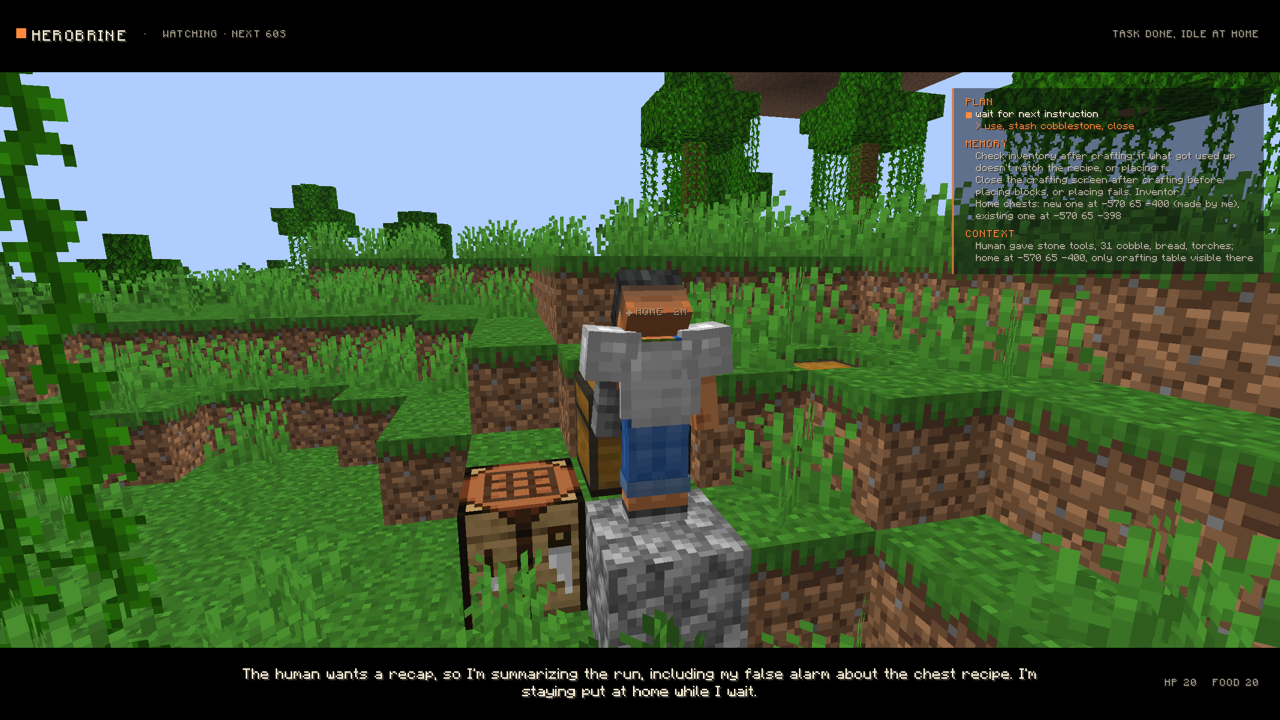 HEROBRINE · WATCHING · NEXT 60S
TASK DONE, IDLE AT HOME
PLAN
wait for next instruction
> use, stash cobblestone, close
MEMORY
Check inventory after crafting: if what got used up
doesn't match the recipe, or placing f...
Close the crafting screen after crafting before
placing blocks, or placing fails. Inventor...
Home chests: new one at -570 65 -400 (made by me),
existing one at -570 65 -398
CONTEXT
Human gave stone tools, 31 cobble, bread, torches;
home at -570 65 -400, only crafting table visible there
HOME 2M
The human wants a recap, so I'm summarizing the run, including my false alarm about the chest recipe. I'm
staying put at home while I wait.
HP 20 FOOD 20